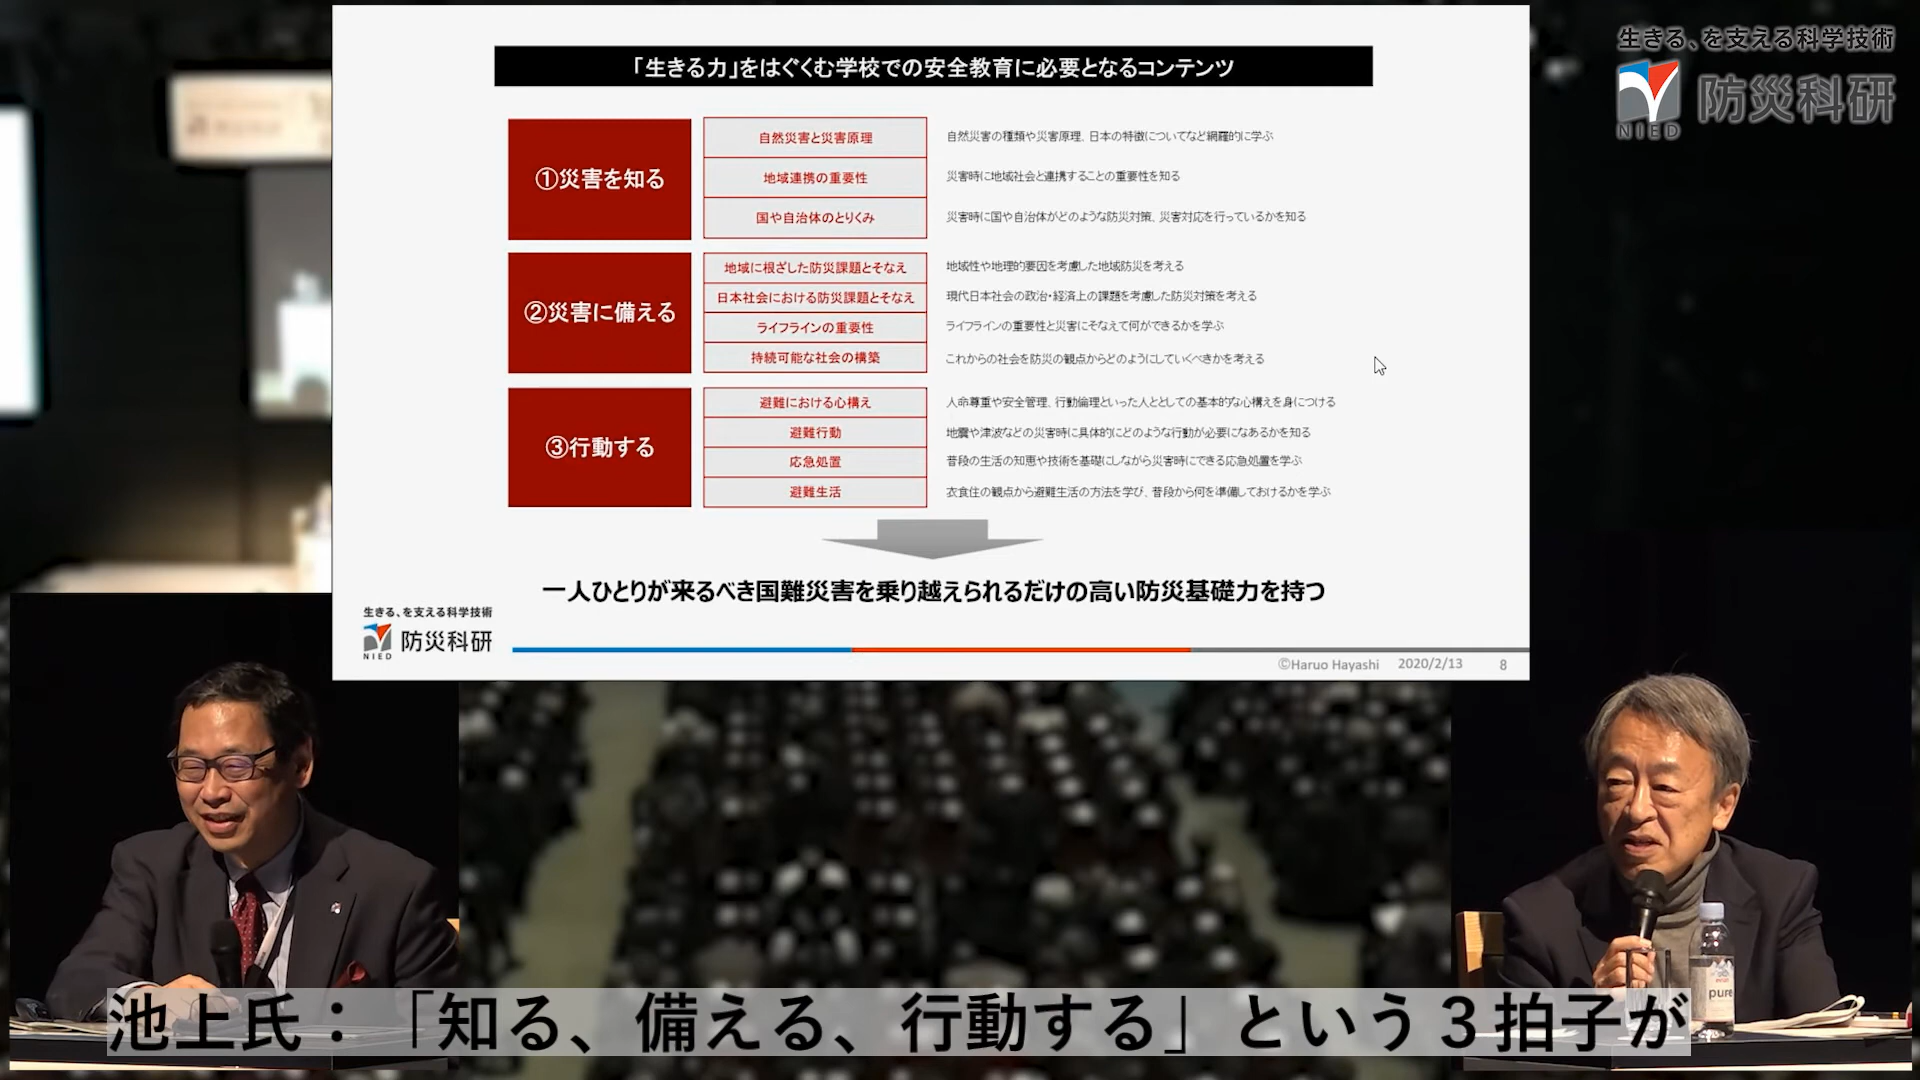 生きる、を支える科学技術
防災科研
NIED
「生きる力」をはぐくむ学校での安全教育に必要となるコンテンツ
①災害を知る
自然災害と災害原理
自然災害の種類や災害原理、日本の特徴についてなど網羅的に学ぶ
地域連携の重要性
災害時に地域社会と連携することの重要性を知る
国や自治体のとりくみ
災害時に国や自治体がどのような防災対策、災害対応を行っているかを知る
②災害に備える
地域に根ざした防災課題とそなえ
地域性や地理的要因を考慮した地域防災を考える
日本社会における防災課題とそなえ
現代日本社会の政治・経済上の課題を考慮した防災対策を考える
ライフラインの重要性
ライフラインの重要性と災害にそなえて何ができるかを学ぶ
持続可能な社会の構築
これからの社会を防災の観点からどのようにしていくべきかを考える
③行動する
避難における心構え
人命尊重や安全管理、行動倫理といった人ととしての基本的な心構えを身につける
避難行動
地震や津波などの災害時に具体的にどのような行動が必要になあるかを知る
応急処置
普段の生活の知恵や技術を基礎にしながら災害時にできる応急処置を学ぶ
避難生活
衣食住の観点から避難生活の方法を学び、普段から何を準備しておけるかを学ぶ
一人ひとりが来るべき国難災害を乗り越えられるだけの高い防災基礎力を持つ
生きる、を支える科学技術
防災科研
NIED
©Haruo Hayashi 2020/2/13 8
pure
池上氏：「知る、備える、行動する」という３拍子が